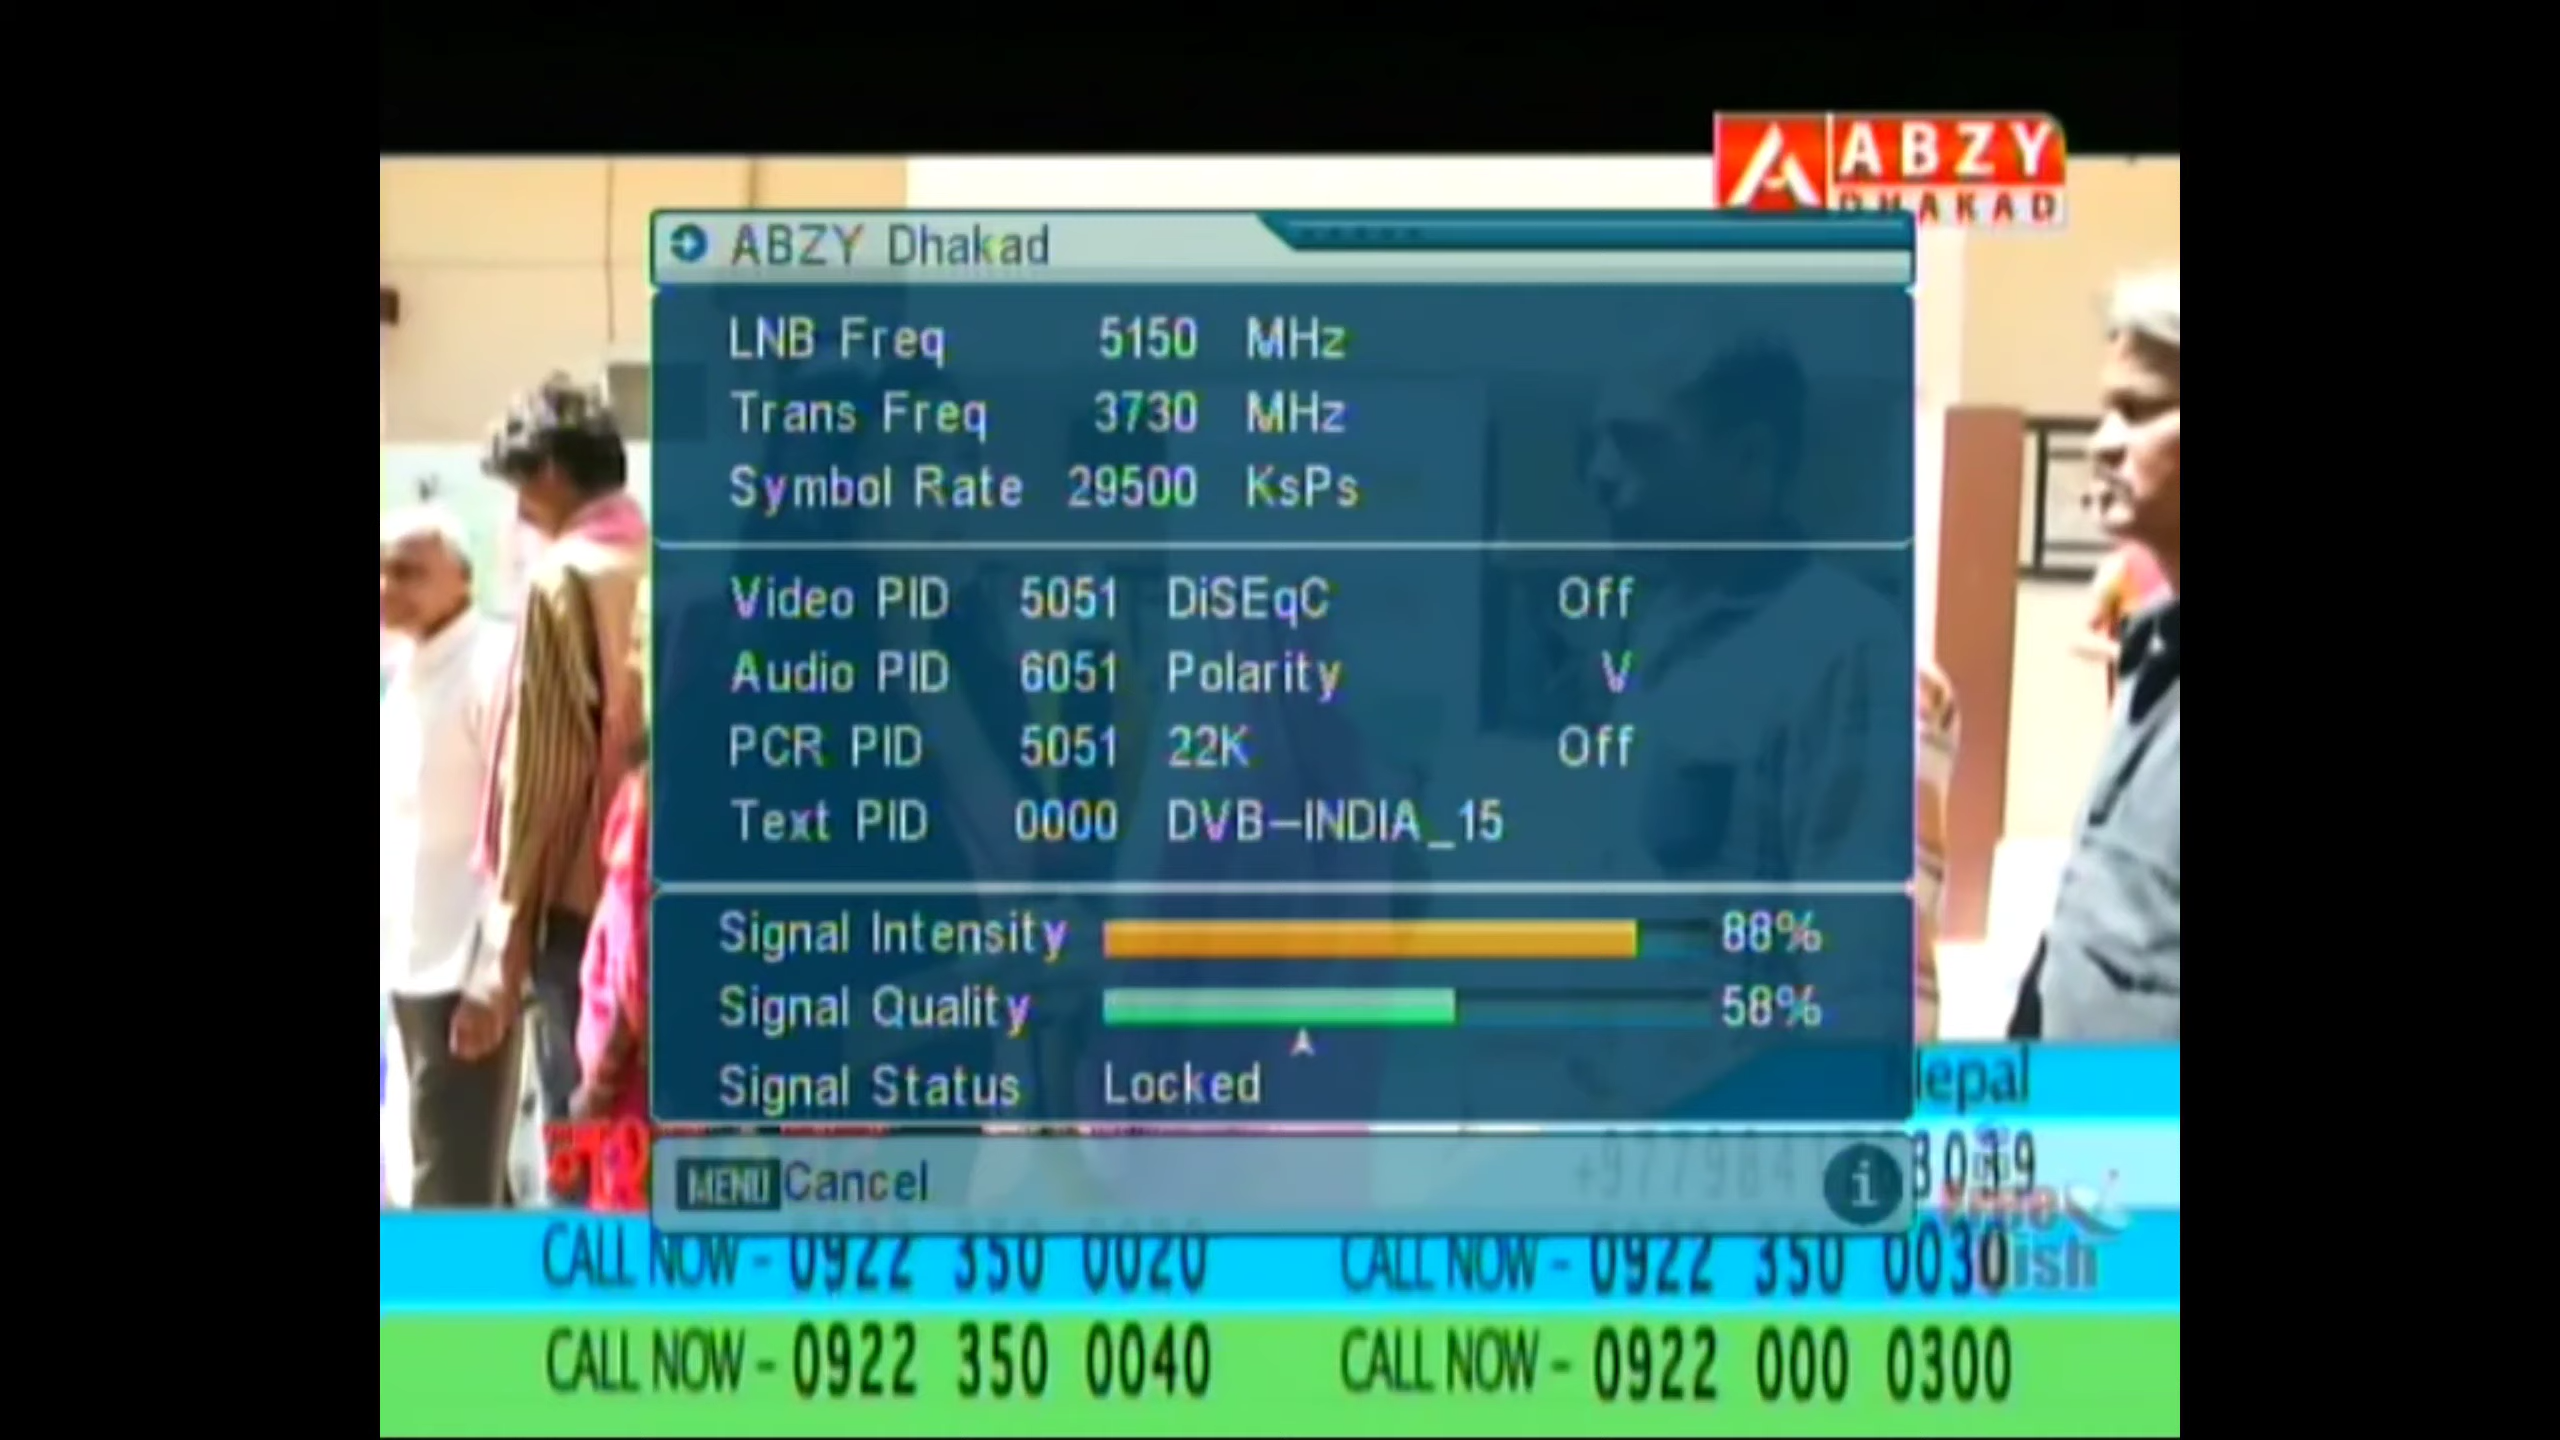 ABZY
DHAKAD
ABZY Dhakad
LNB Freq 5150 MHz
Trans Freq 3730 MHz
Symbol Rate 29500 KsPs
Video PID 5051 DiSEqC Off
Audio PID 6051 Polarity V
PCR PID 5051 22K Off
Text PID 0000 DVB-INDIA_15
Signal Intensity 88%
Signal Quality 58%
Signal Status Locked
MENU Cancel i
CALL NOW - 0922 350 0020 CALL NOW - 0922 350 0030
CALL NOW - 0922 350 0040 CALL NOW - 0922 000 0300